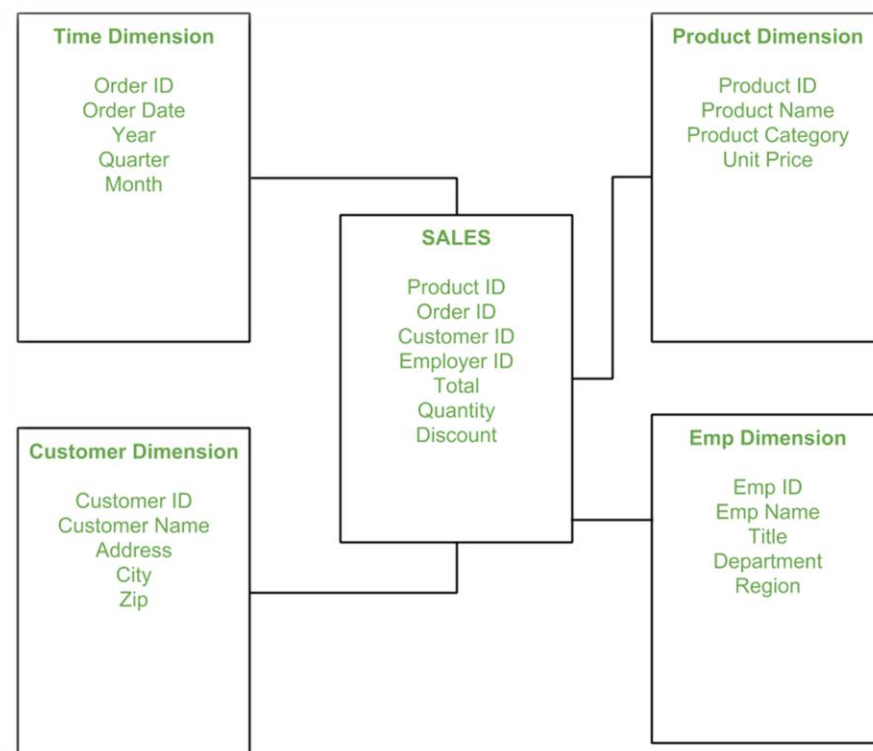 Time Dimension
Order ID
Order Date
Year
Quarter
Month
Product Dimension
Product ID
Product Name
Product Category
Unit Price
SALES
Product ID
Order ID
Customer ID
Employer ID
Total
Quantity
Discount
Customer Dimension
Customer ID
Customer Name
Address
City
Zip
Emp Dimension
Emp ID
Emp Name
Title
Department
Region